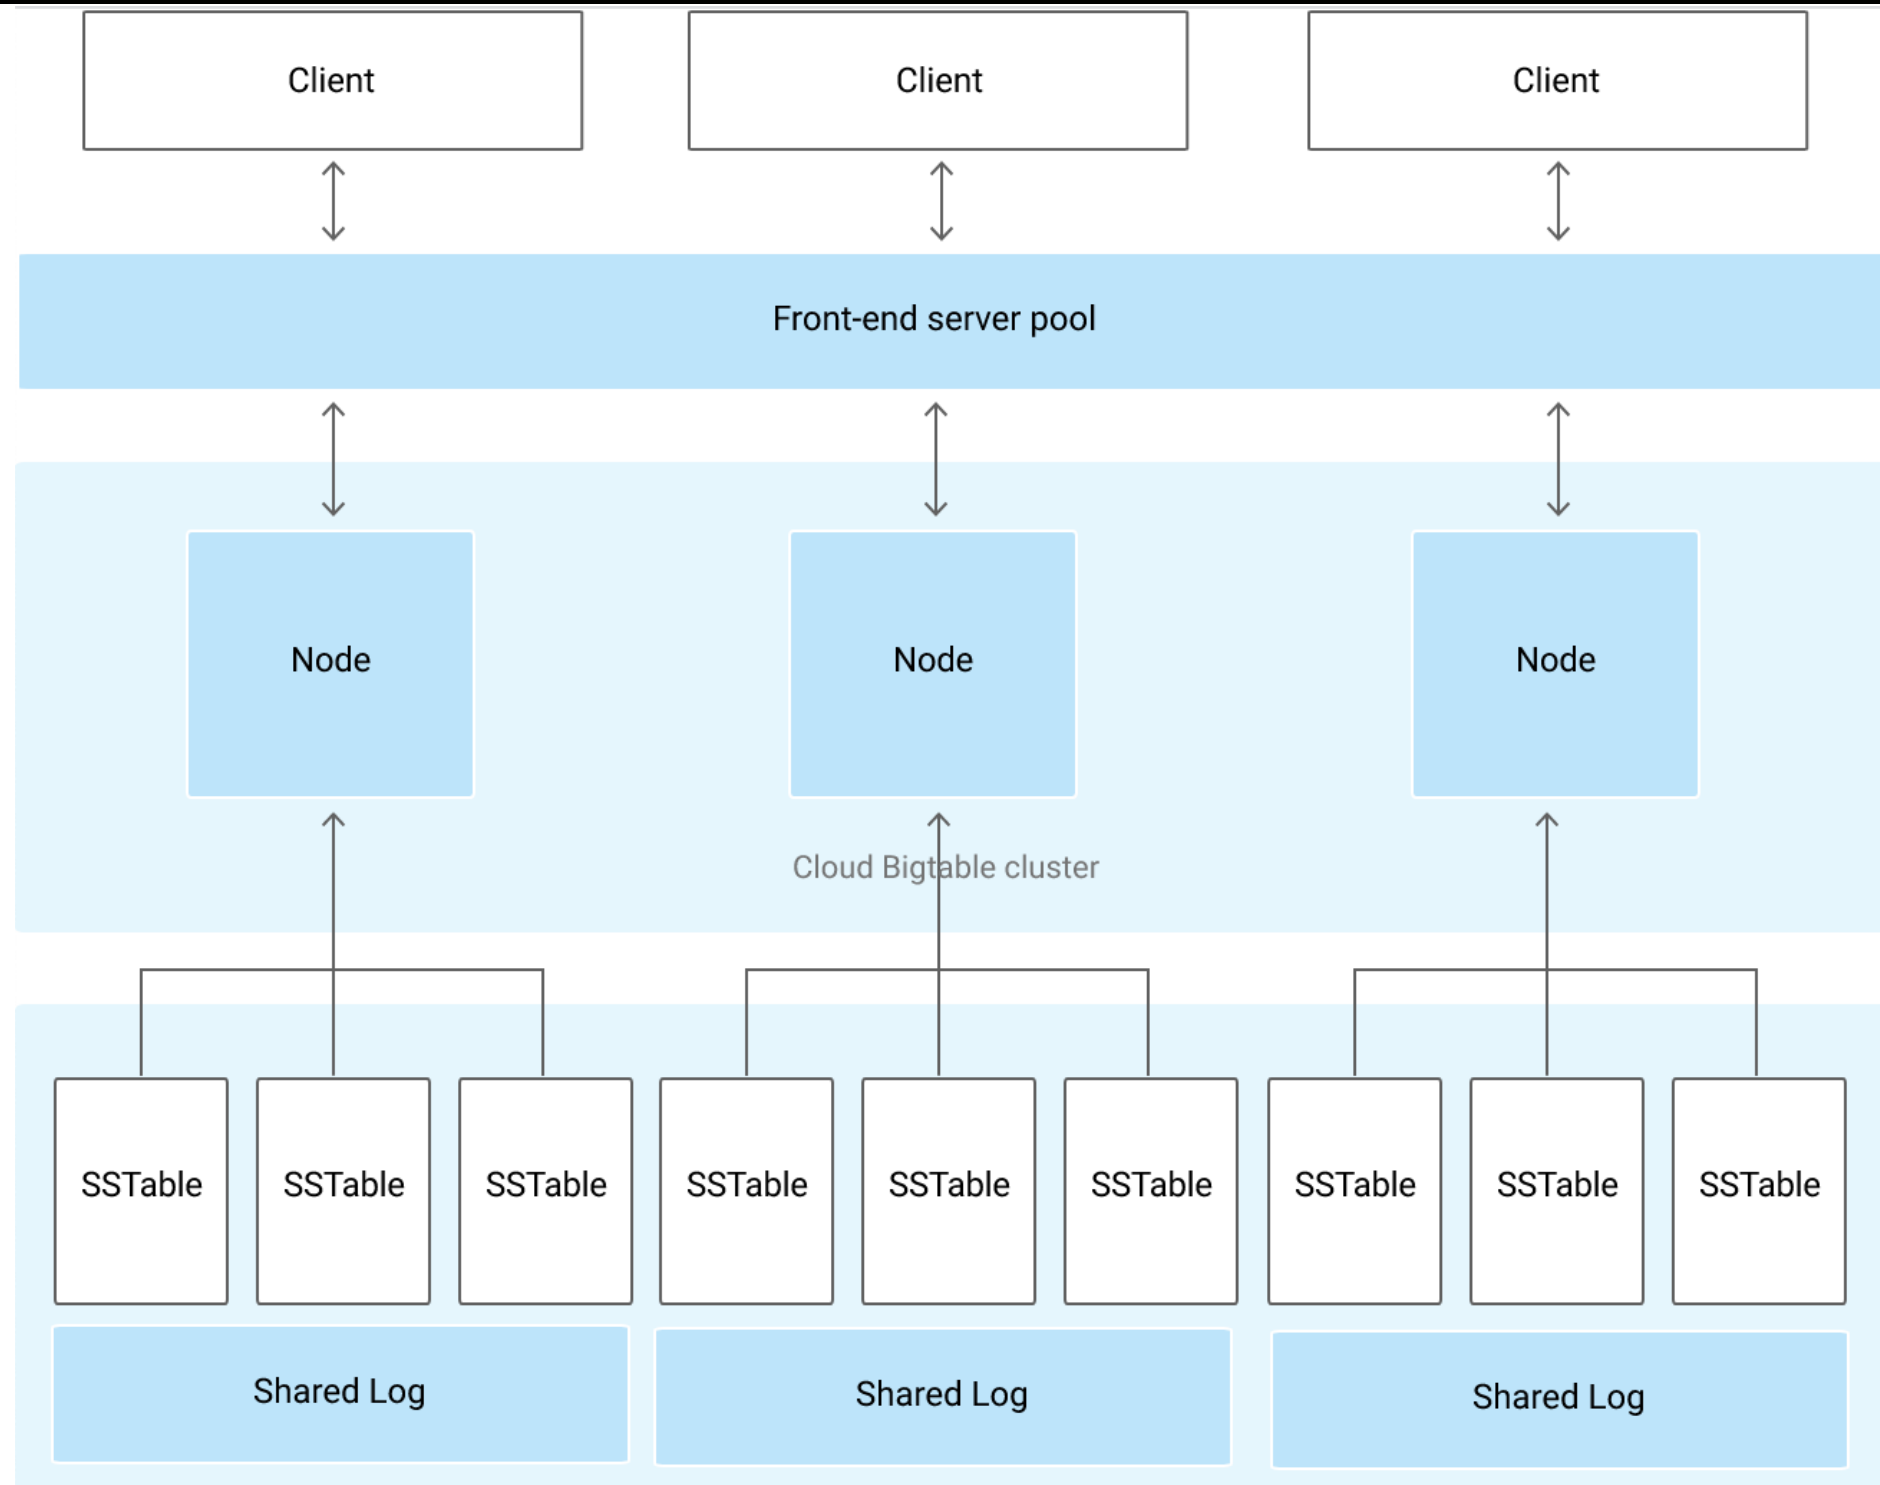 Client
Client
Client
Front-end server pool
Node
Node
Node
Cloud Bigtable cluster
SSTable
SSTable
SSTable
SSTable
SSTable
SSTable
SSTable
SSTable
SSTable
Shared Log
Shared Log
Shared Log